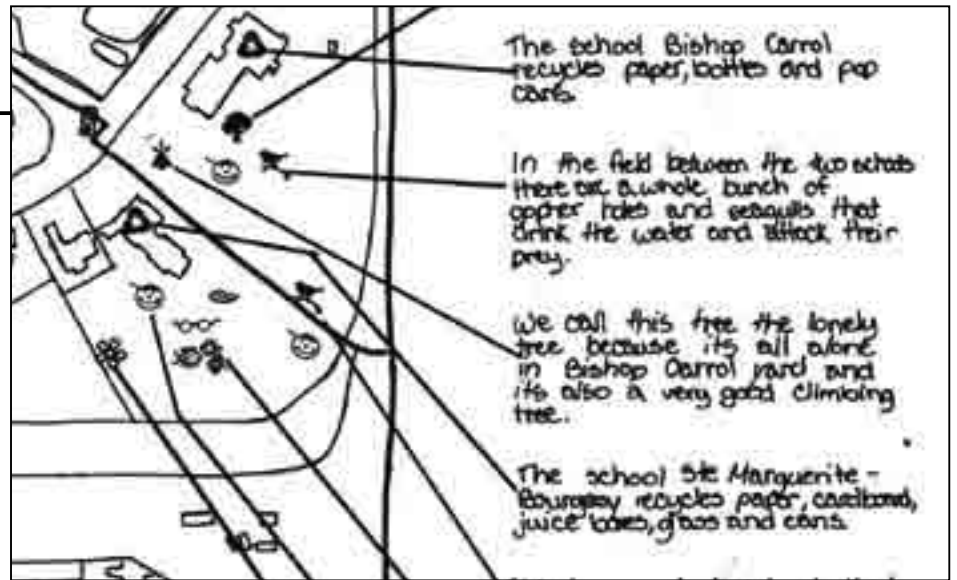 The school Bishop Carrol
recycles paper, bottles and pop
cans.
In the field between the two schools
there are a whole bunch of
gopher holes and seagulls that
drink the water and attack their
prey.
We call this tree the lonely
tree because its all alone
in Bishop Carrol yard and
its also a very good climbing
tree.
The school Ste Marguerite-
Bourgeoy recycles paper, cardboard,
juice boxes, glass and cans.